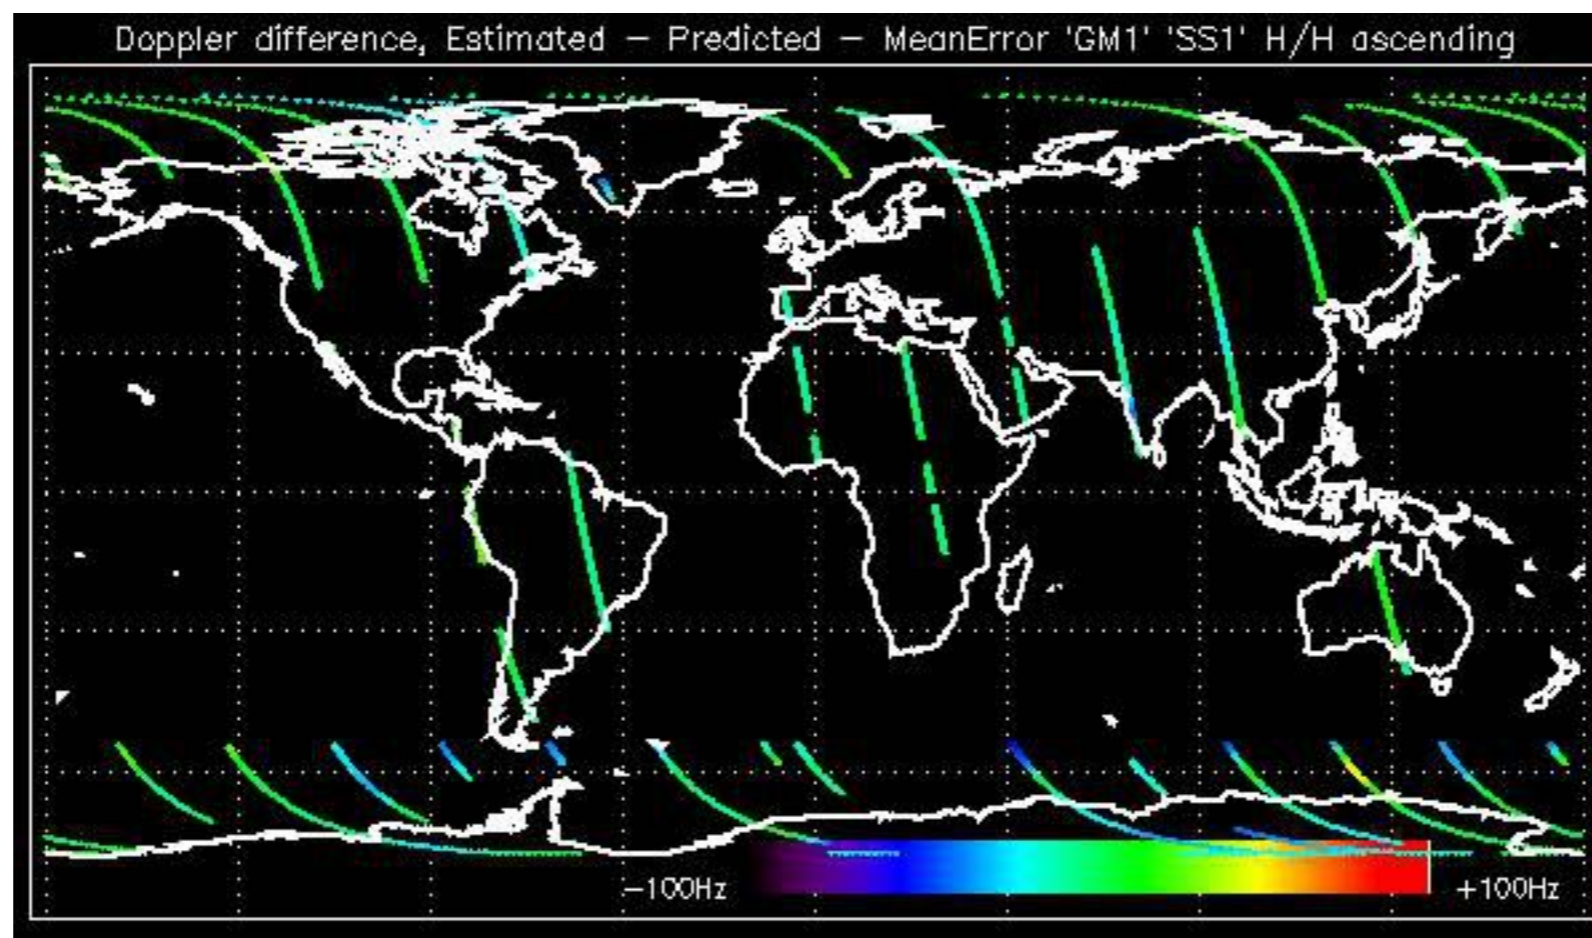 Doppler difference, Estimated – Predicted – MeanError 'GM1' 'SS1' H/H ascending
–100Hz
+100Hz